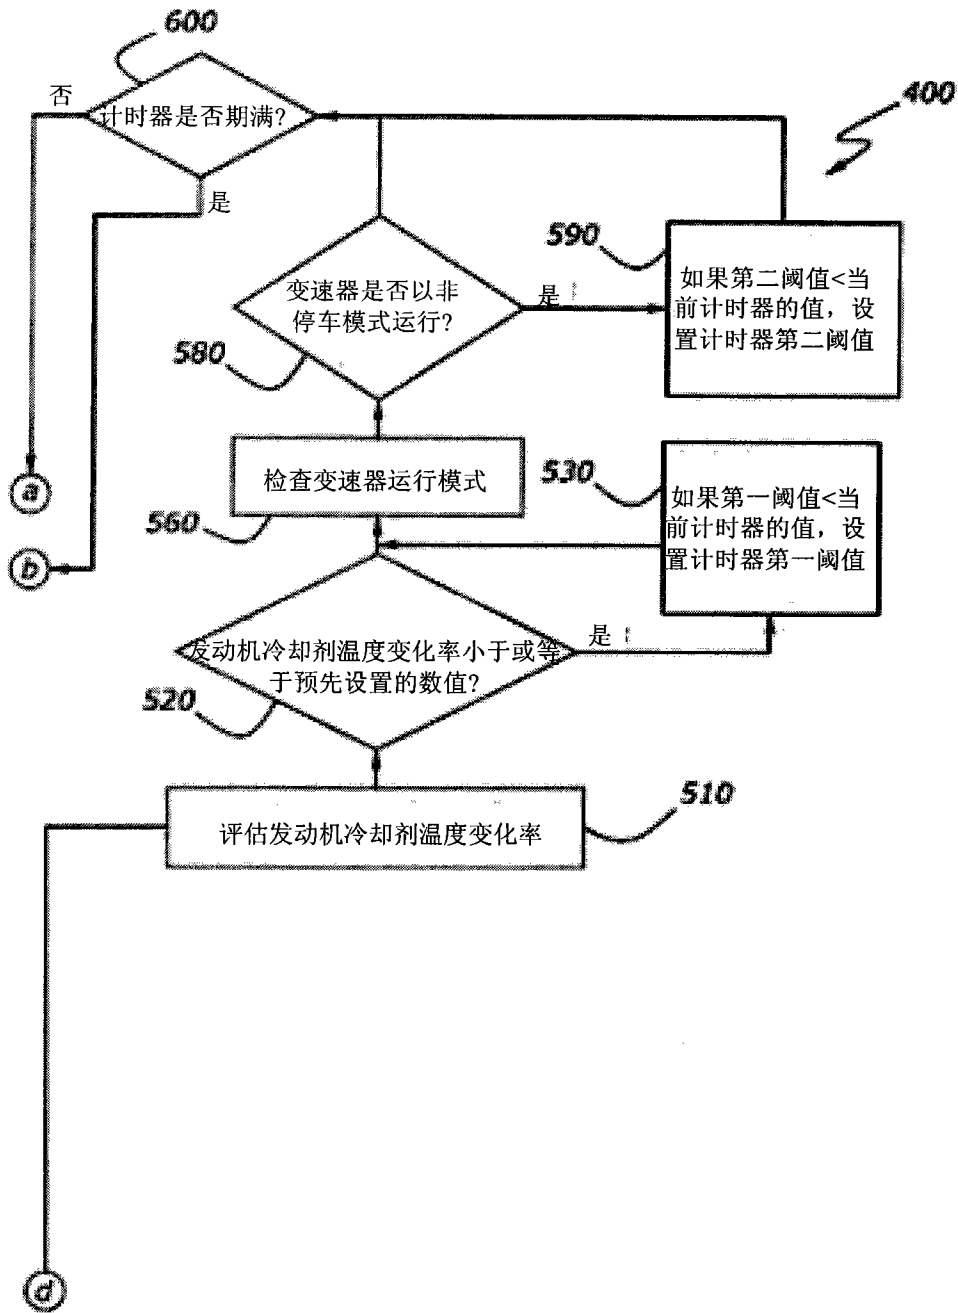 600
否
计时器是否期满?
400
是
590
变速器是否以非
停车模式运行?
是
如果第二阈值<当
前计时器的值，设
置计时器第二阈值
580
检查变速器运行模式
530
a
如果第一阈值<当
前计时器的值，设
置计时器第一阈值
560
b
发动机冷却剂温度变化率小于或等
于预先设置的数值?
是
520
510
评估发动机冷却剂温度变化率
d